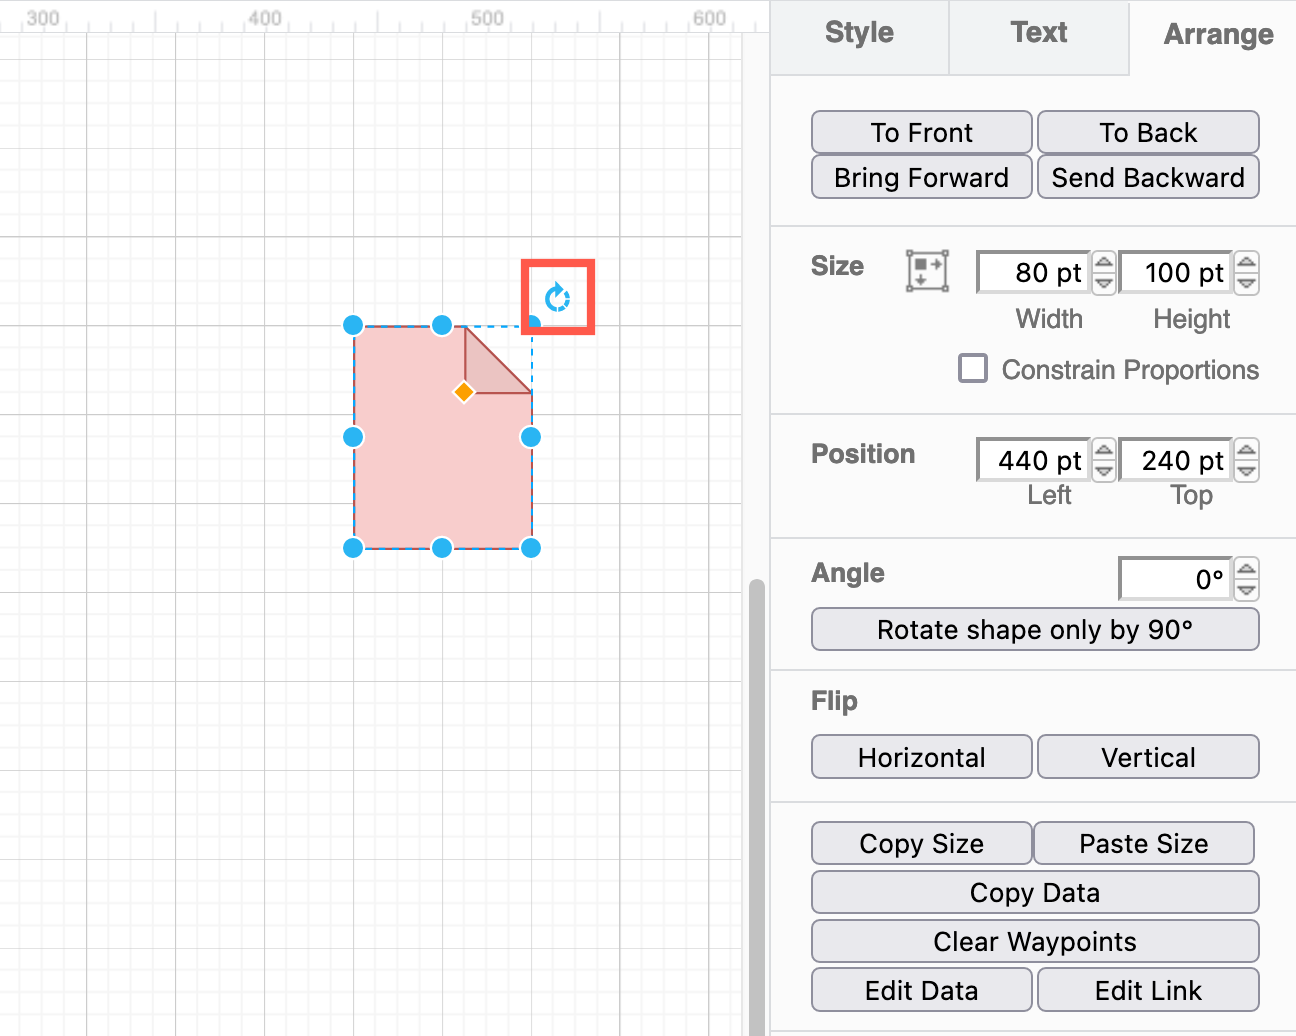 300 400 500 600
Style Text Arrange
To Front To Back
Bring Forward Send Backward
Size 80 pt 100 pt
Width Height
Constrain Proportions
Position 440 pt 240 pt
Left Top
Angle 0°
Rotate shape only by 90°
Flip
Horizontal Vertical
Copy Size Paste Size
Copy Data
Clear Waypoints
Edit Data Edit Link